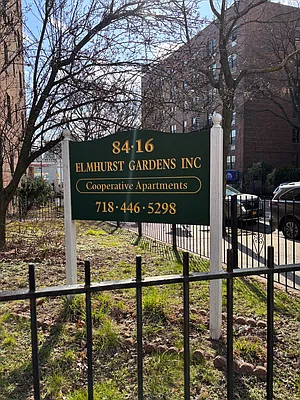 84-16
ELMHURST GARDENS INC
Cooperative Apartments
718·446·5298